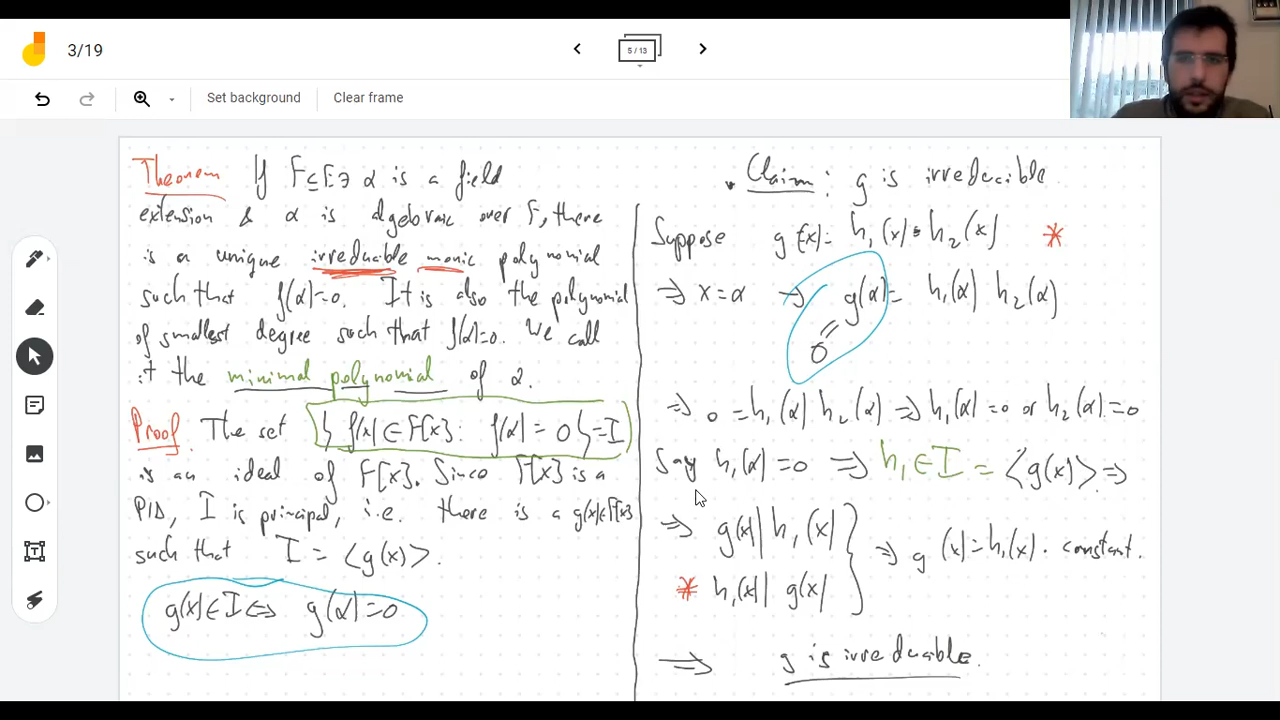 3/19
5 / 13
Set background
Clear frame
Theorem If F⊆E∋ α is a field
extension & α is algebraic over F, there
is a unique irreducible monic polynomial
such that f(α)=0. It is also the polynomial
of smallest degree such that f(α)=0. We call
it the minimal polynomial of α.
Proof The set { f(x) ∈ F[x] : f(α) = 0 } = I
is an ideal of F[x]. Since F[x] is a
PID, I is principal, i.e. there is a g(x)∈F[x]
such that I = <g(x)>.
g(x)∈I ⇔ g(α)=0
• Claim: g is irreducible
Suppose g(x)= h₁(x)·h₂(x) *
⇒ x=α ⇒ g(α)= h₁(α) h₂(α)
=
0
⇒ 0 = h₁(α) h₂(α) ⇒ h₁(α)=0 or h₂(α)=0
Say h₁(α)=0 ⇒ h₁∈I = <g(x)> ⇒
⇒ g(x)| h₁(x) } ⇒ g(x)=h₁(x). constant.
* h₁(x)| g(x)
⇒ g is irreducible.